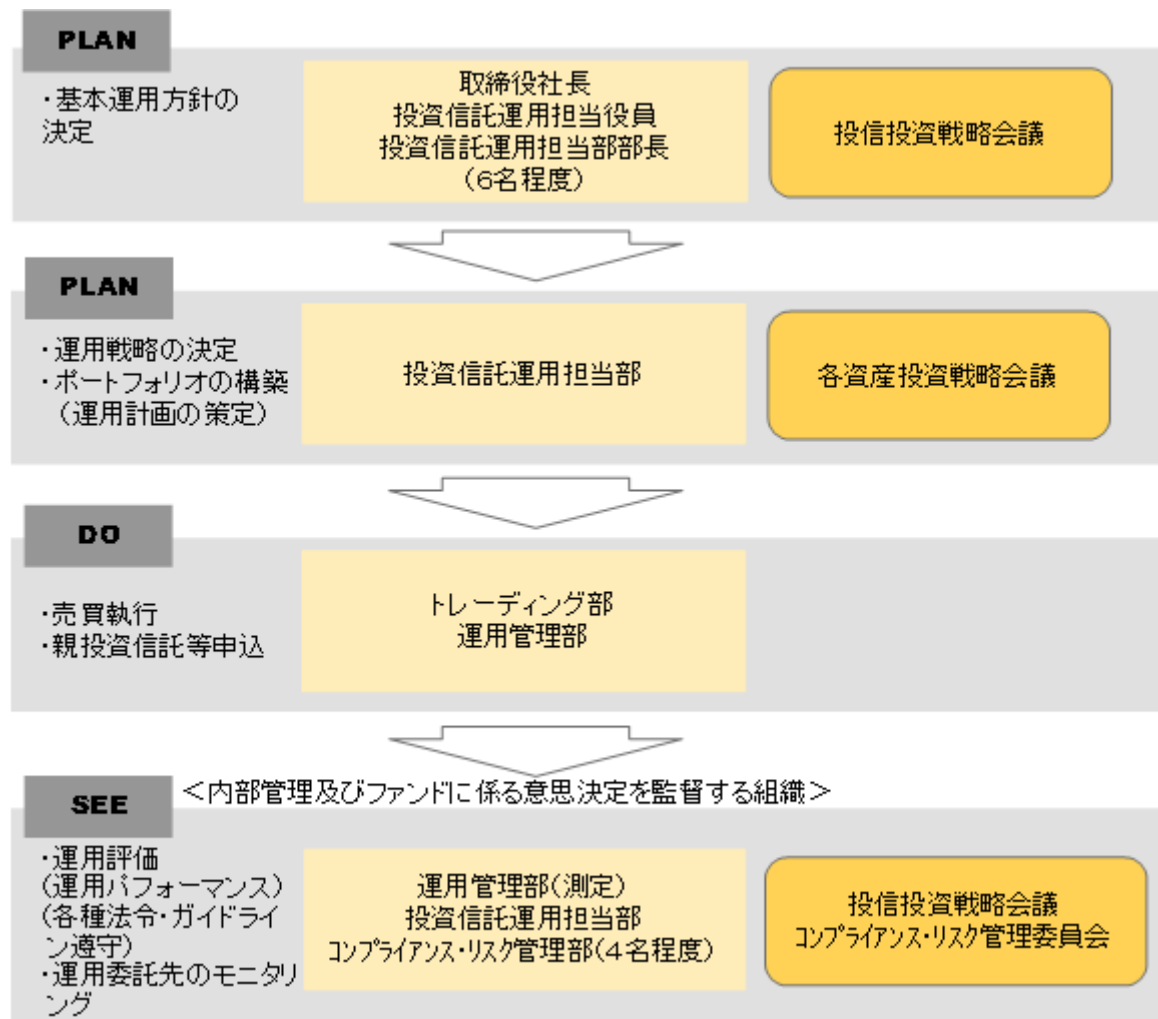 PLAN
・基本運用方針の
決定
取締役社長
投資信託運用担当役員
投資信託運用担当部部長
(6名程度)
投信投資戦略会議
PLAN
・運用戦略の決定
・ポートフォリオの構築
(運用計画の策定)
投資信託運用担当部
各資産投資戦略会議
DO
・売買執行
・親投資信託等申込
トレーディング部
運用管理部
SEE
<内部管理及びファンドに係る意思決定を監督する組織>
・運用評価
(運用パフォーマンス)
(各種法令・ガイドライ
ン遵守)
・運用委託先のモニタリ
ング
運用管理部(測定)
投資信託運用担当部
コンプライアンス・リスク管理部(4名程度)
投信投資戦略会議
コンプライアンス・リスク管理委員会